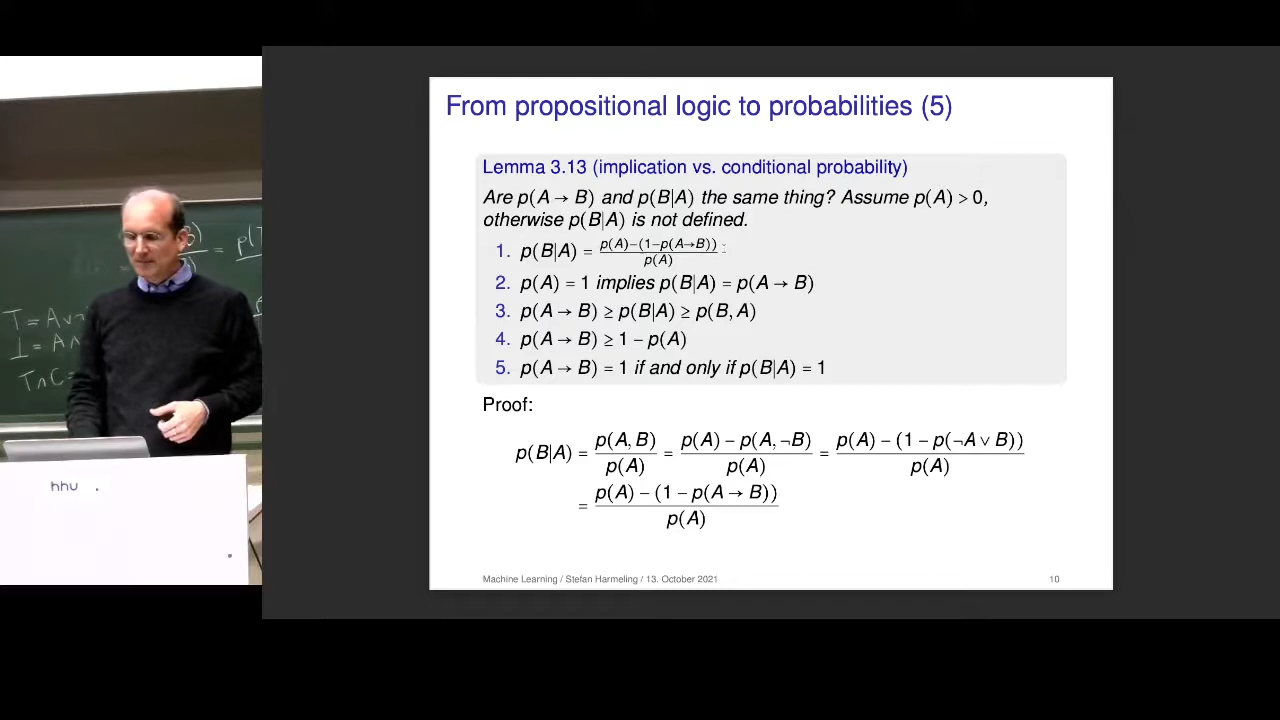 From propositional logic to probabilities (5)
Lemma 3.13 (implication vs. conditional probability)
Are p(A → B) and p(B|A) the same thing? Assume p(A) > 0,
otherwise p(B|A) is not defined.
1. p(B|A) = p(A)−(1−p(A→B)) / p(A)
2. p(A) = 1 implies p(B|A) = p(A → B)
3. p(A → B) ≥ p(B|A) ≥ p(B, A)
4. p(A → B) ≥ 1 − p(A)
5. p(A → B) = 1 if and only if p(B|A) = 1
Proof:
p(B|A) = p(A, B) / p(A) = p(A) − p(A, ¬B) / p(A) = p(A) − (1 − p(¬A ∨ B)) / p(A)
= p(A) − (1 − p(A → B)) / p(A)
Machine Learning / Stefan Harmeling / 13. October 2021 10
T = A ∨
⊥ = A ∧
T ∧ C =
hhu